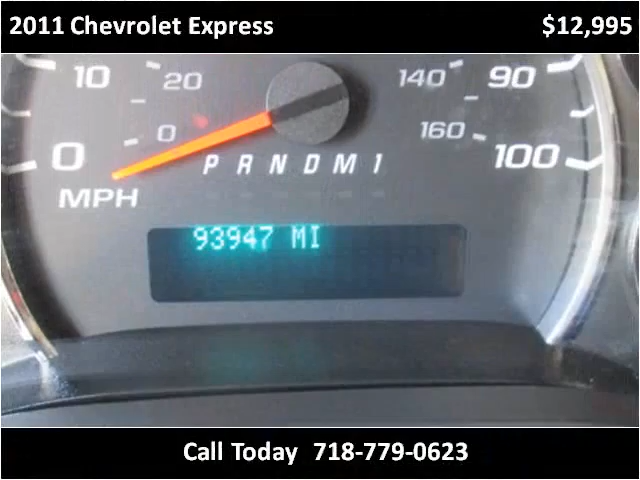 2011 Chevrolet Express $12,995
10 20 140 90
0 0 160 100
P R N D M 1
MPH
93947 MI
Call Today 718-779-0623